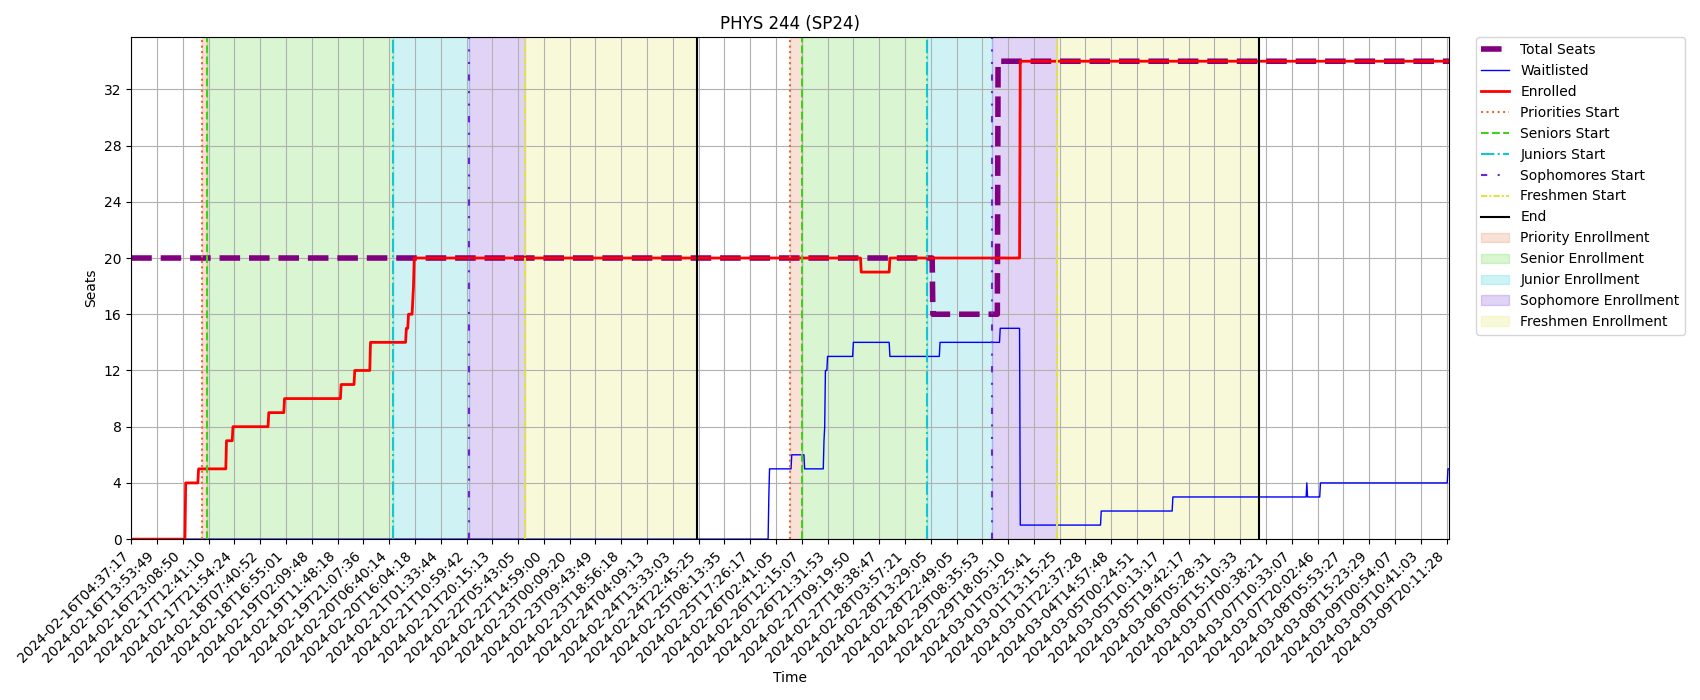 PHYS 244 (SP24)
Seats
32
28
24
20
16
12
8
4
0
2024-02-16T04:37:17
2024-02-16T13:53:49
2024-02-16T23:08:50
2024-02-17T12:41:10
2024-02-17T21:54:24
2024-02-18T07:40:52
2024-02-18T16:55:01
2024-02-19T02:09:48
2024-02-19T11:48:18
2024-02-19T21:07:36
2024-02-20T06:40:14
2024-02-20T16:04:18
2024-02-21T01:33:44
2024-02-21T10:59:42
2024-02-21T20:15:13
2024-02-22T05:43:05
2024-02-22T14:59:00
2024-02-23T00:09:20
2024-02-23T09:43:49
2024-02-23T18:56:18
2024-02-24T04:09:13
2024-02-24T13:33:03
2024-02-24T22:45:25
2024-02-25T08:13:35
2024-02-25T17:26:17
2024-02-26T02:41:05
2024-02-26T12:15:07
2024-02-26T21:31:53
2024-02-27T09:19:50
2024-02-27T18:38:47
2024-02-28T03:57:21
2024-02-28T13:29:05
2024-02-28T22:49:05
2024-02-29T08:35:53
2024-02-29T18:05:10
2024-03-01T03:25:41
2024-03-01T13:15:25
2024-03-01T22:37:28
2024-03-04T14:57:48
2024-03-05T00:24:51
2024-03-05T10:13:17
2024-03-05T19:42:17
2024-03-06T05:28:31
2024-03-06T15:10:33
2024-03-07T00:38:21
2024-03-07T10:33:07
2024-03-07T20:02:46
2024-03-08T05:53:27
2024-03-08T15:23:29
2024-03-09T00:54:07
2024-03-09T10:41:03
2024-03-09T20:11:28
Time
Total Seats
Waitlisted
Enrolled
Priorities Start
Seniors Start
Juniors Start
Sophomores Start
Freshmen Start
End
Priority Enrollment
Senior Enrollment
Junior Enrollment
Sophomore Enrollment
Freshmen Enrollment